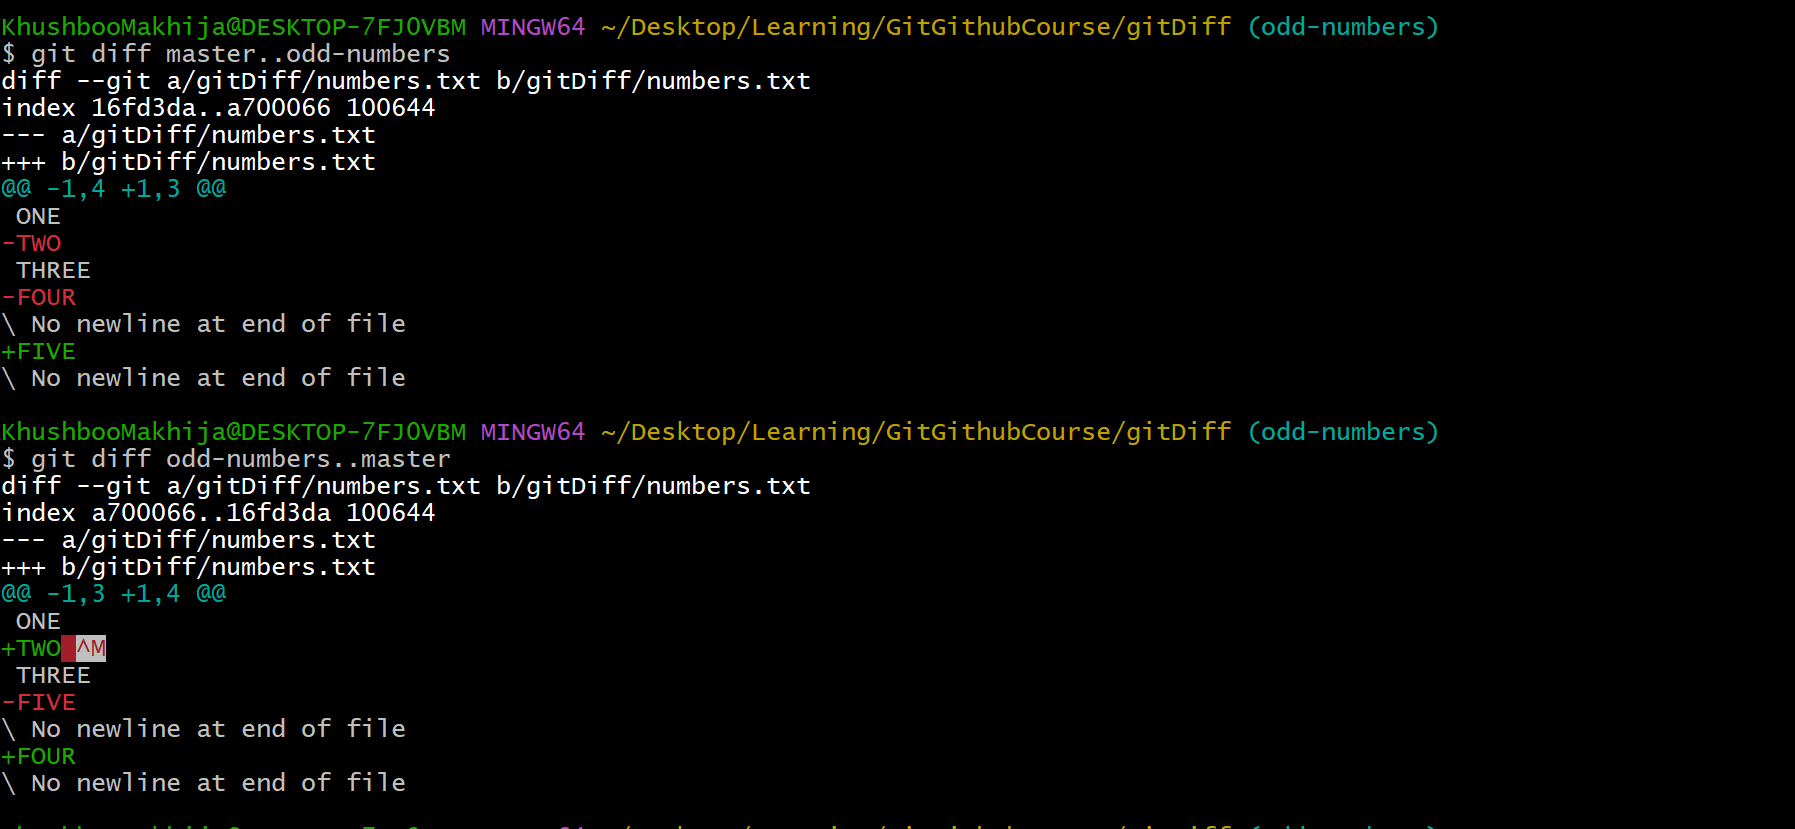 KhushbooMakhija@DESKTOP-7FJ0VBM MINGW64 ~/Desktop/Learning/GitGithubCourse/gitDiff (odd-numbers)
$ git diff master..odd-numbers
diff --git a/gitDiff/numbers.txt b/gitDiff/numbers.txt
index 16fd3da..a700066 100644
--- a/gitDiff/numbers.txt
+++ b/gitDiff/numbers.txt
@@ -1,4 +1,3 @@
 ONE
-TWO
 THREE
-FOUR
\ No newline at end of file
+FIVE
\ No newline at end of file
KhushbooMakhija@DESKTOP-7FJ0VBM MINGW64 ~/Desktop/Learning/GitGithubCourse/gitDiff (odd-numbers)
$ git diff odd-numbers..master
diff --git a/gitDiff/numbers.txt b/gitDiff/numbers.txt
index a700066..16fd3da 100644
--- a/gitDiff/numbers.txt
+++ b/gitDiff/numbers.txt
@@ -1,3 +1,4 @@
 ONE
+TWO ^M
 THREE
-FIVE
\ No newline at end of file
+FOUR
\ No newline at end of file